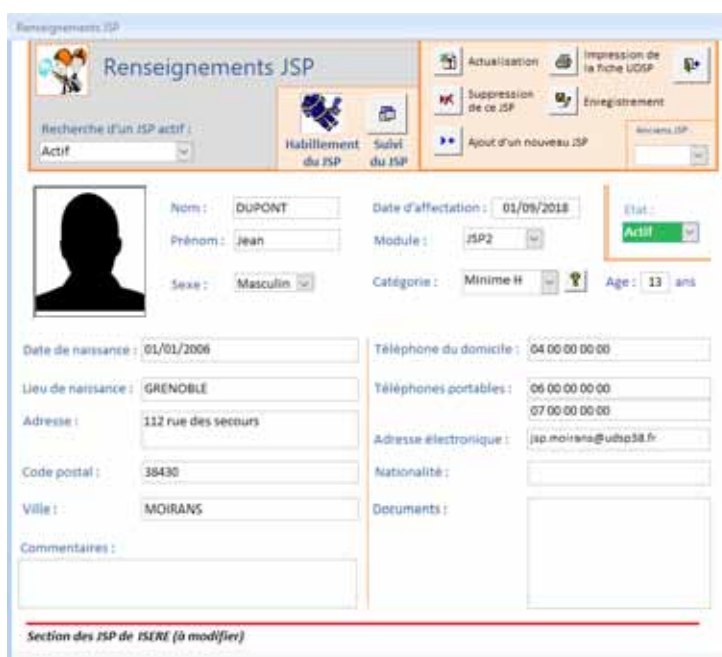 Renseignements JSP
Renseignements JSP
Recherche d'un JSP actif :
Actif
Habillement du JSP
Suivi du JSP
Actualisation
Impression de la fiche UDSP
Suppression de ce JSP
Enregistrement
Ajout d'un nouveau JSP
Anciens JSP
Nom : DUPONT
Date d'affectation : 01/09/2018
Etat :
Prénom : Jean
Module : JSP2
Actif
Sexe : Masculin
Catégorie : Minime H
Age : 13 ans
Date de naissance : 01/01/2006
Téléphone du domicile : 04 00 00 00 00
Lieu de naissance : GRENOBLE
Téléphones portables : 06 00 00 00 00
07 00 00 00 00
Adresse : 112 rue des secours
Adresse électronique : jsp.moirans@udsp38.fr
Code postal : 38430
Nationalité :
Ville : MOIRANS
Documents :
Commentaires :
Section des JSP de ISERE (à modifier)